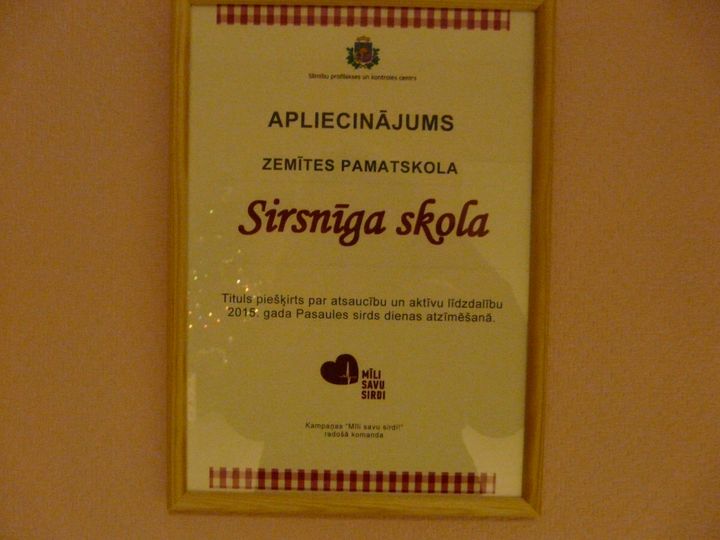 Slimību profilakses un kontroles centrs
APLIECINĀJUMS
ZEMĪTES PAMATSKOLA
Sirsnīga skola
Tituls piešķirts par atsaucību un aktīvu līdzdalību
2015. gada Pasaules sirds dienas atzīmēšanā.
MĪLI
SAVU
SIRDI
Kampaņas "Mīli savu sirdi!"
radošā komanda